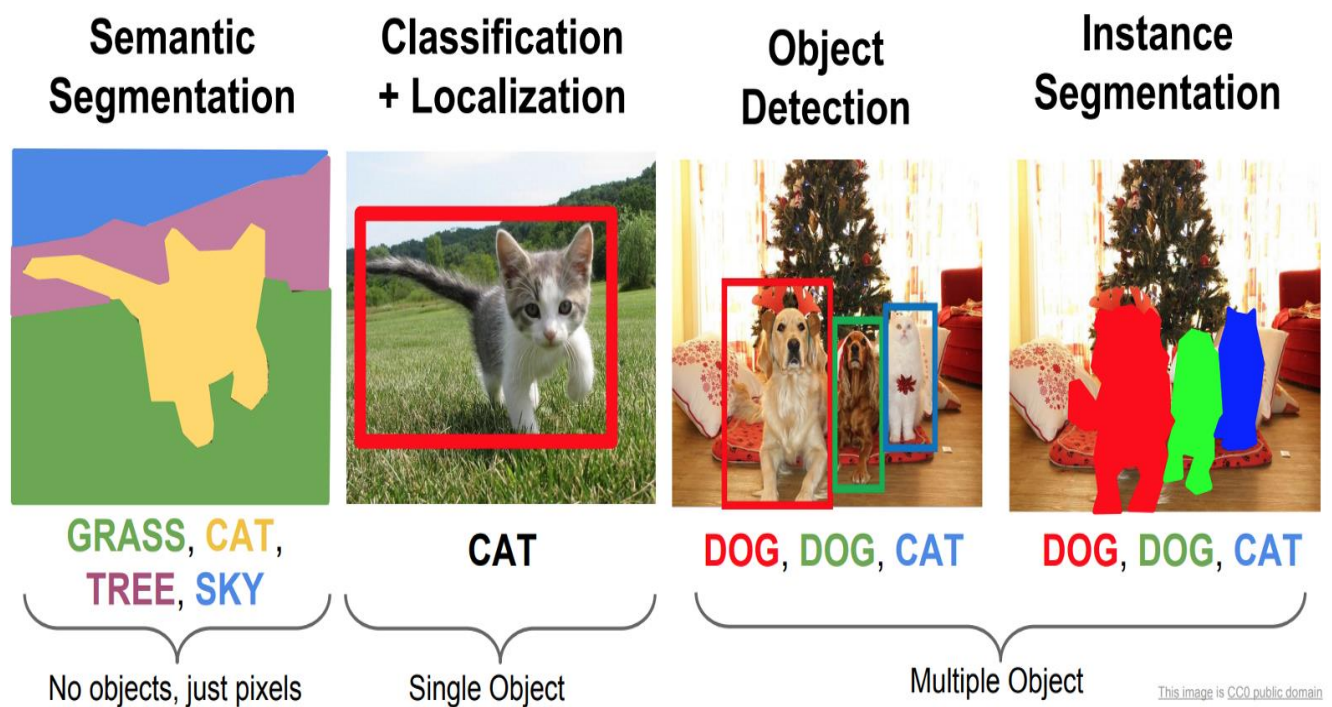 Semantic
Segmentation
Classification
+ Localization
Object
Detection
Instance
Segmentation
GRASS, CAT,
TREE, SKY
CAT
DOG, DOG, CAT
DOG, DOG, CAT
No objects, just pixels
Single Object
Multiple Object
This image is CC0 public domain